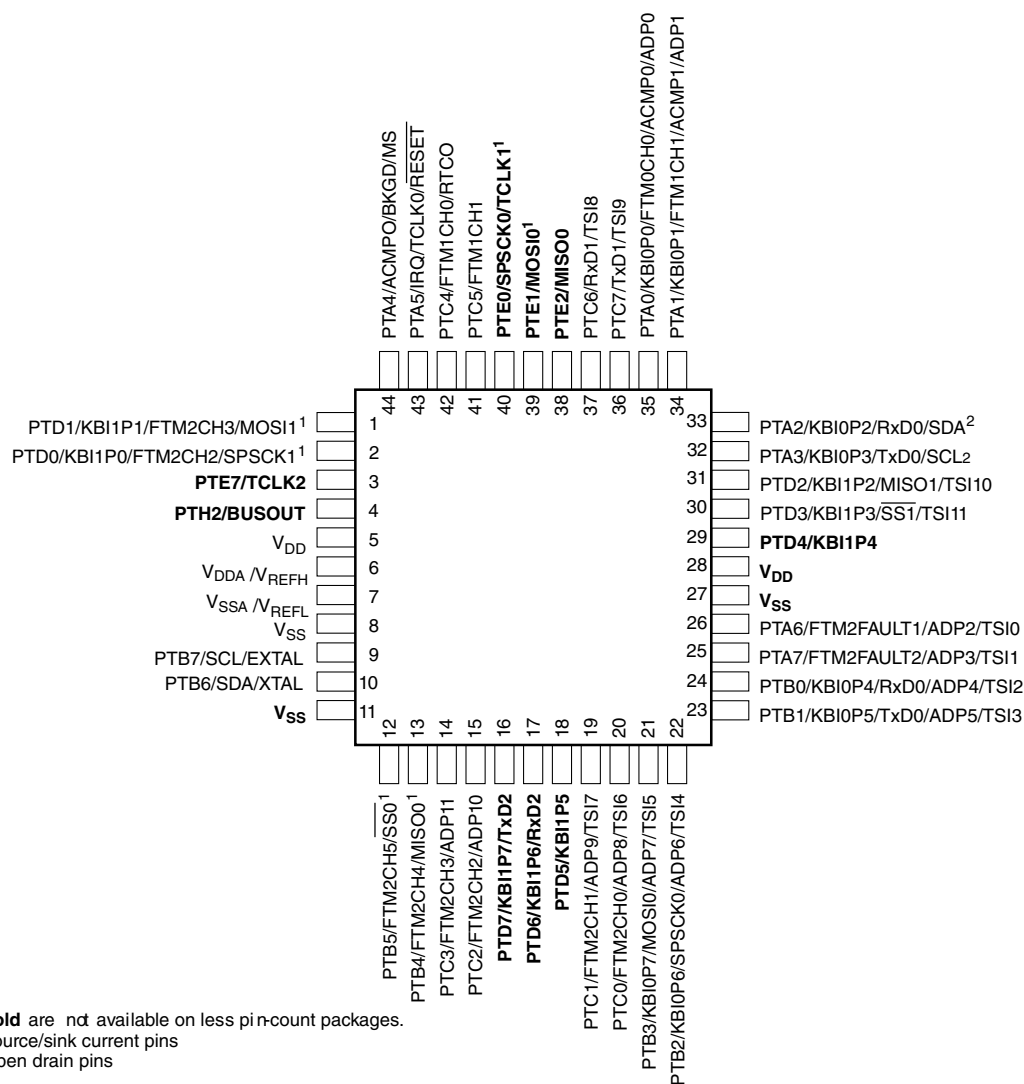 PTA4/ACMPO/BKGD/MS
PTA5/IRQ/TCLK0/RESET
PTC4/FTM1CH0/RTCO
PTC5/FTM1CH1
PTE0/SPSCK0/TCLK1¹
PTE1/MOSI0¹
PTE2/MISO0
PTC6/RxD1/TSI8
PTC7/TxD1/TSI9
PTA0/KBI0P0/FTM0CH0/ACMP0/ADP0
PTA1/KBI0P1/FTM1CH1/ACMP1/ADP1
44
43
42
41
40
39
38
37
36
35
34
PTD1/KBI1P1/FTM2CH3/MOSI1¹ 1
PTD0/KBI1P0/FTM2CH2/SPSCK1¹ 2
PTE7/TCLK2 3
PTH2/BUSOUT 4
VDD 5
VDDA /VREFH 6
VSSA /VREFL 7
VSS 8
PTB7/SCL/EXTAL 9
PTB6/SDA/XTAL 10
VSS 11
33 PTA2/KBI0P2/RxD0/SDA²
32 PTA3/KBI0P3/TxD0/SCL2
31 PTD2/KBI1P2/MISO1/TSI10
30 PTD3/KBI1P3/SS1/TSI11
29 PTD4/KBI1P4
28 VDD
27 VSS
26 PTA6/FTM2FAULT1/ADP2/TSI0
25 PTA7/FTM2FAULT2/ADP3/TSI1
24 PTB0/KBI0P4/RxD0/ADP4/TSI2
23 PTB1/KBI0P5/TxD0/ADP5/TSI3
12
13
14
15
16
17
18
19
20
21
22
PTB5/FTM2CH5/SS0¹
PTB4/FTM2CH4/MISO0¹
PTC3/FTM2CH3/ADP11
PTC2/FTM2CH2/ADP10
PTD7/KBI1P7/TxD2
PTD6/KBI1P6/RxD2
PTD5/KBI1P5
PTC1/FTM2CH1/ADP9/TSI7
PTC0/FTM2CH0/ADP8/TSI6
PTB3/KBI0P7/MOSI0/ADP7/TSI5
PTB2/KBI0P6/SPSCK0/ADP6/TSI4
old are not available on less pin-count packages.
ource/sink current pins
pen drain pins